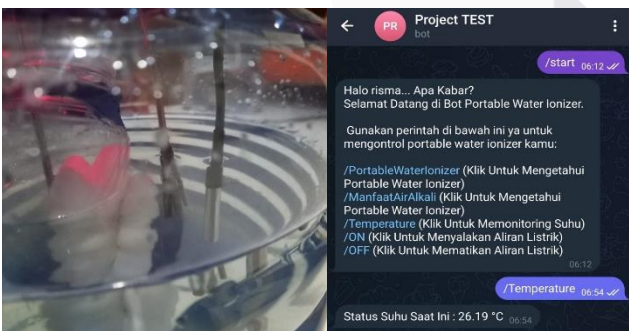 PR
Project TEST
bot
/start 06:12
Halo risma... Apa Kabar?
Selamat Datang di Bot Portable Water Ionizer.
Gunakan perintah di bawah ini ya untuk
mengontrol portable water ionizer kamu:
/PortableWaterIonizer (Klik Untuk Mengetahui
Portable Water Ionizer)
/ManfaatAirAlkali (Klik Untuk Mengetahui
Portable Water Ionizer)
/Temperature (Klik Untuk Memonitoring Suhu)
/ON (Klik Untuk Menyalakan Aliran Listrik)
/OFF (Klik Untuk Mematikan Aliran Listrik)
06:12
/Temperature 06:54
Status Suhu Saat Ini : 26.19 °C 06:54